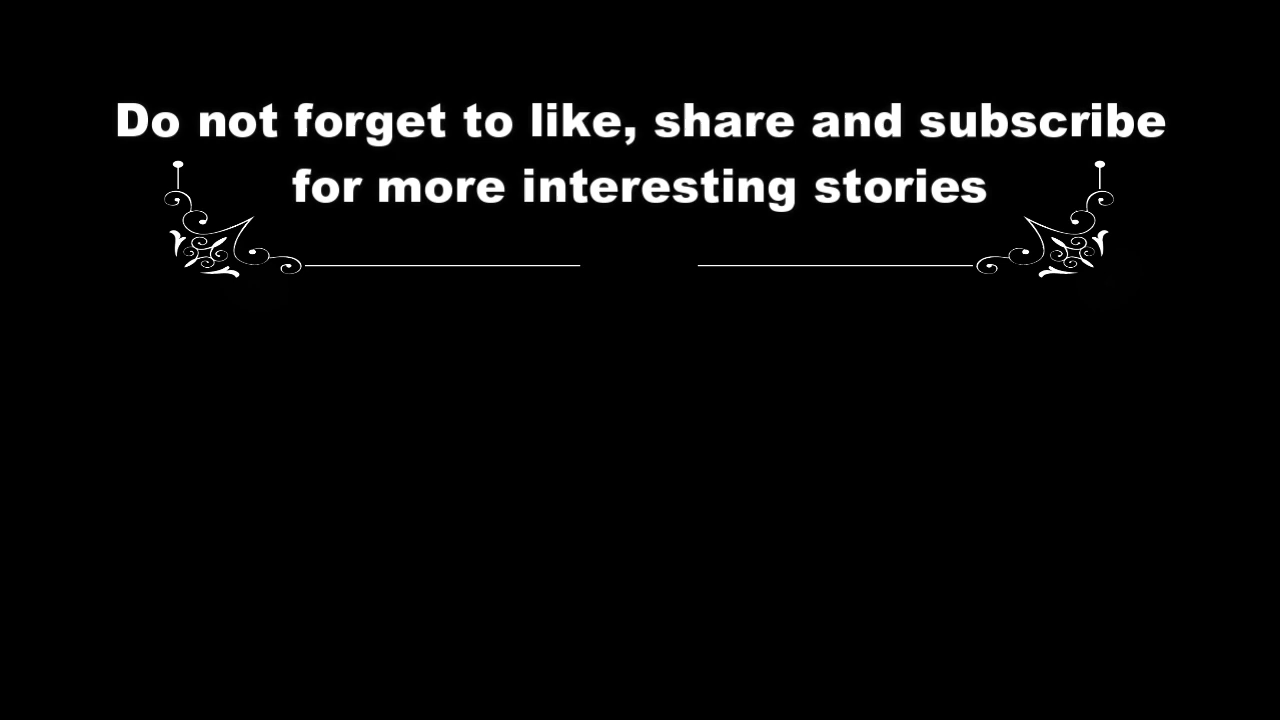 Do not forget to like, share and subscribe
for more interesting stories